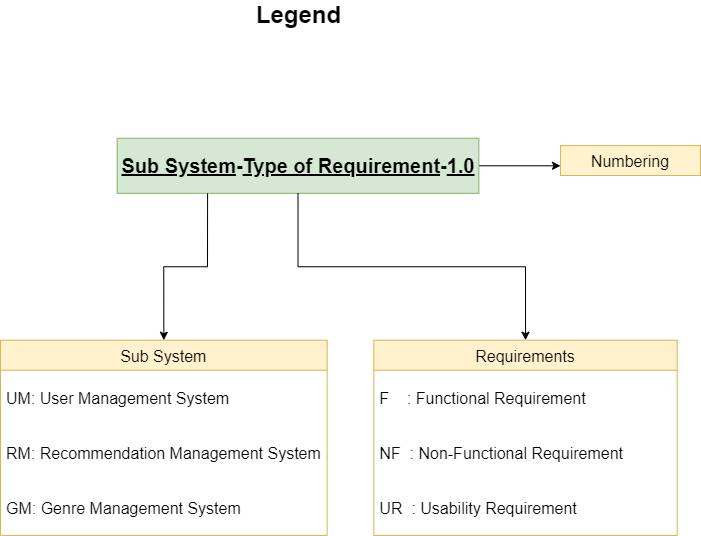 Legend
Sub System-Type of Requirement-1.0
Numbering
Sub System
UM: User Management System
RM: Recommendation Management System
GM: Genre Management System
Requirements
F : Functional Requirement
NF : Non-Functional Requirement
UR : Usability Requirement